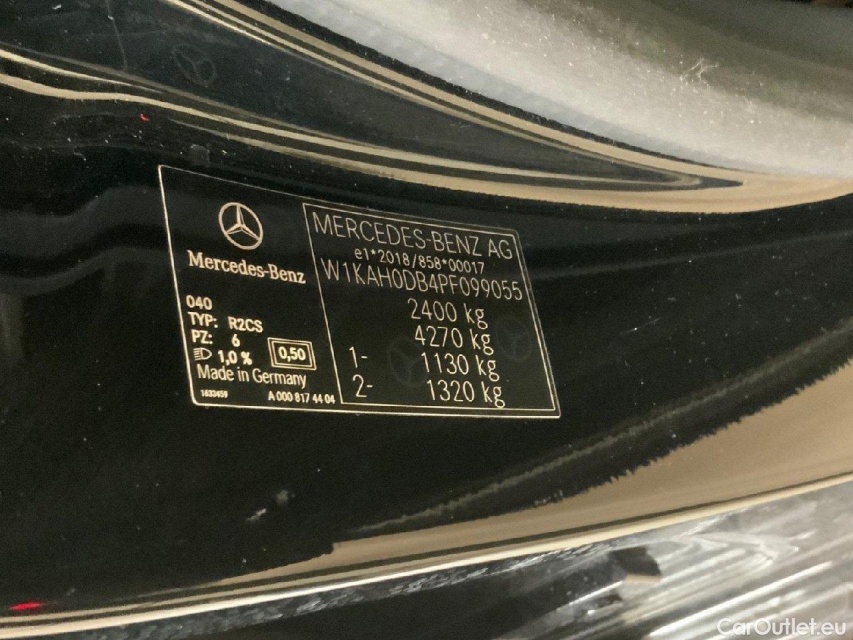 Mercedes-Benz
040
TYP: R2CS
PZ: 6
1,0 % 0,50
Made in Germany
1633459 A 000 817 44 04
MERCEDES-BENZ AG
e1*2018/858*00017
W1KAH0DB4PF099055
2400 kg
4270 kg
1- 1130 kg
2- 1320 kg
CarOutlet.eu